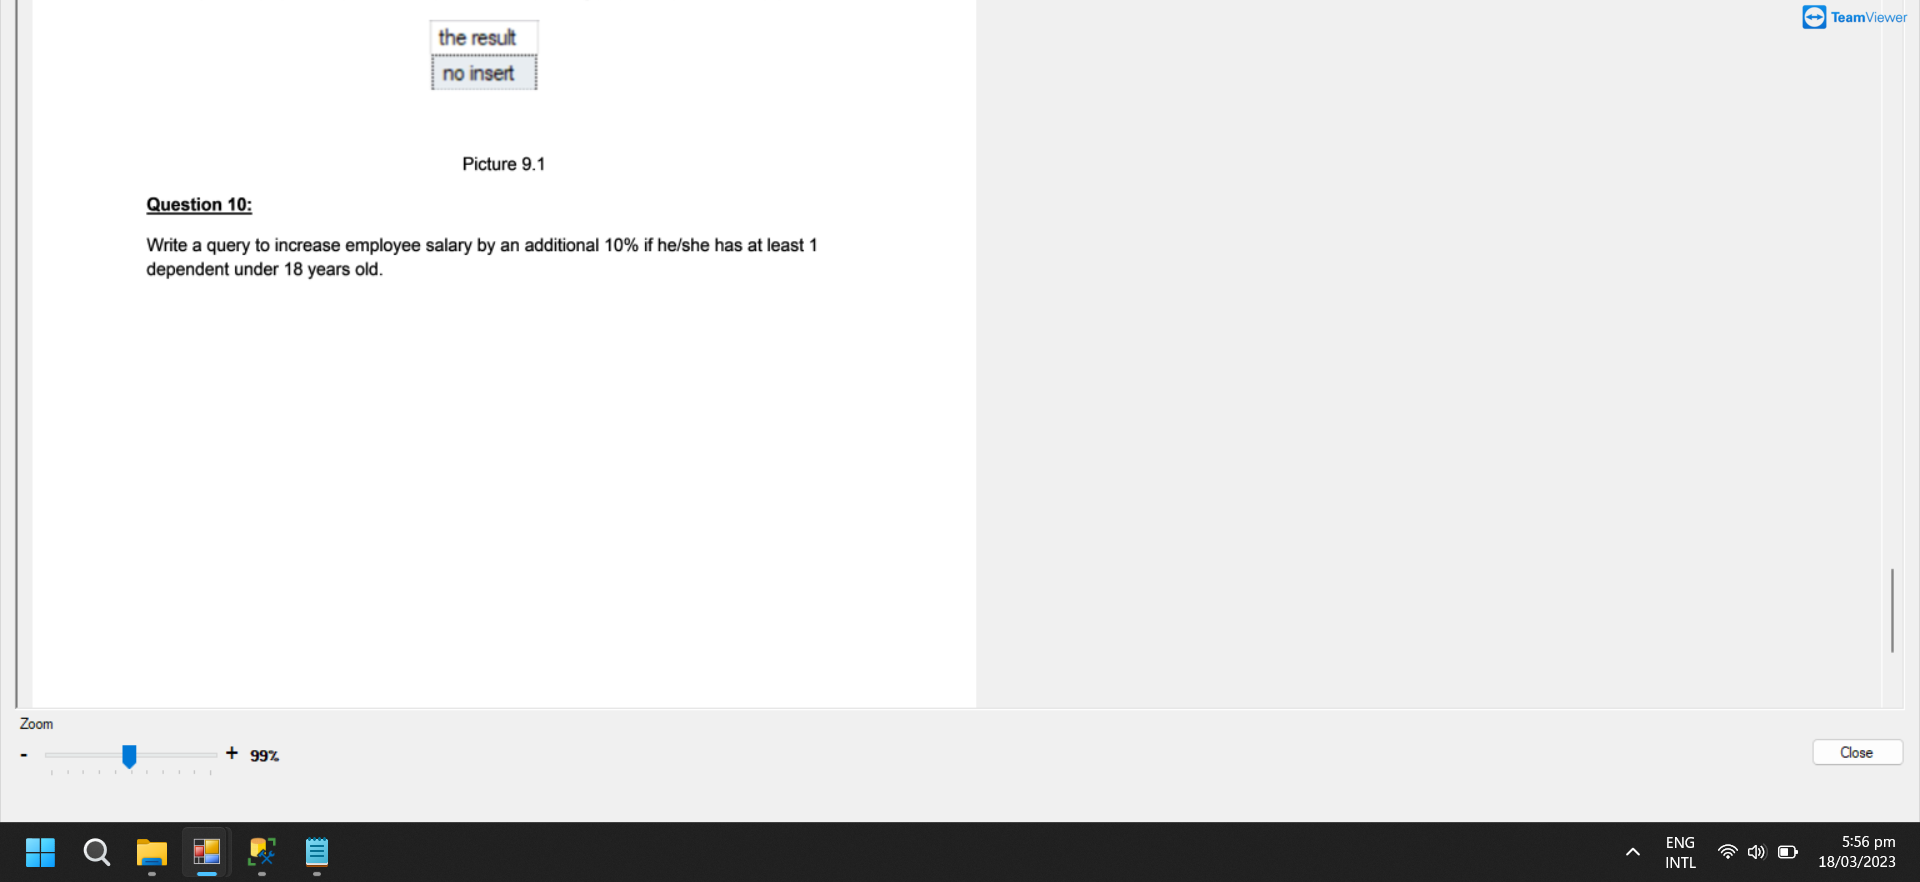 TeamViewer
the result
no insert
Picture 9.1
Question 10:
Write a query to increase employee salary by an additional 10% if he/she has at least 1
dependent under 18 years old.
Zoom
- + 99%
Close
ENG
INTL
5:56 pm
18/03/2023